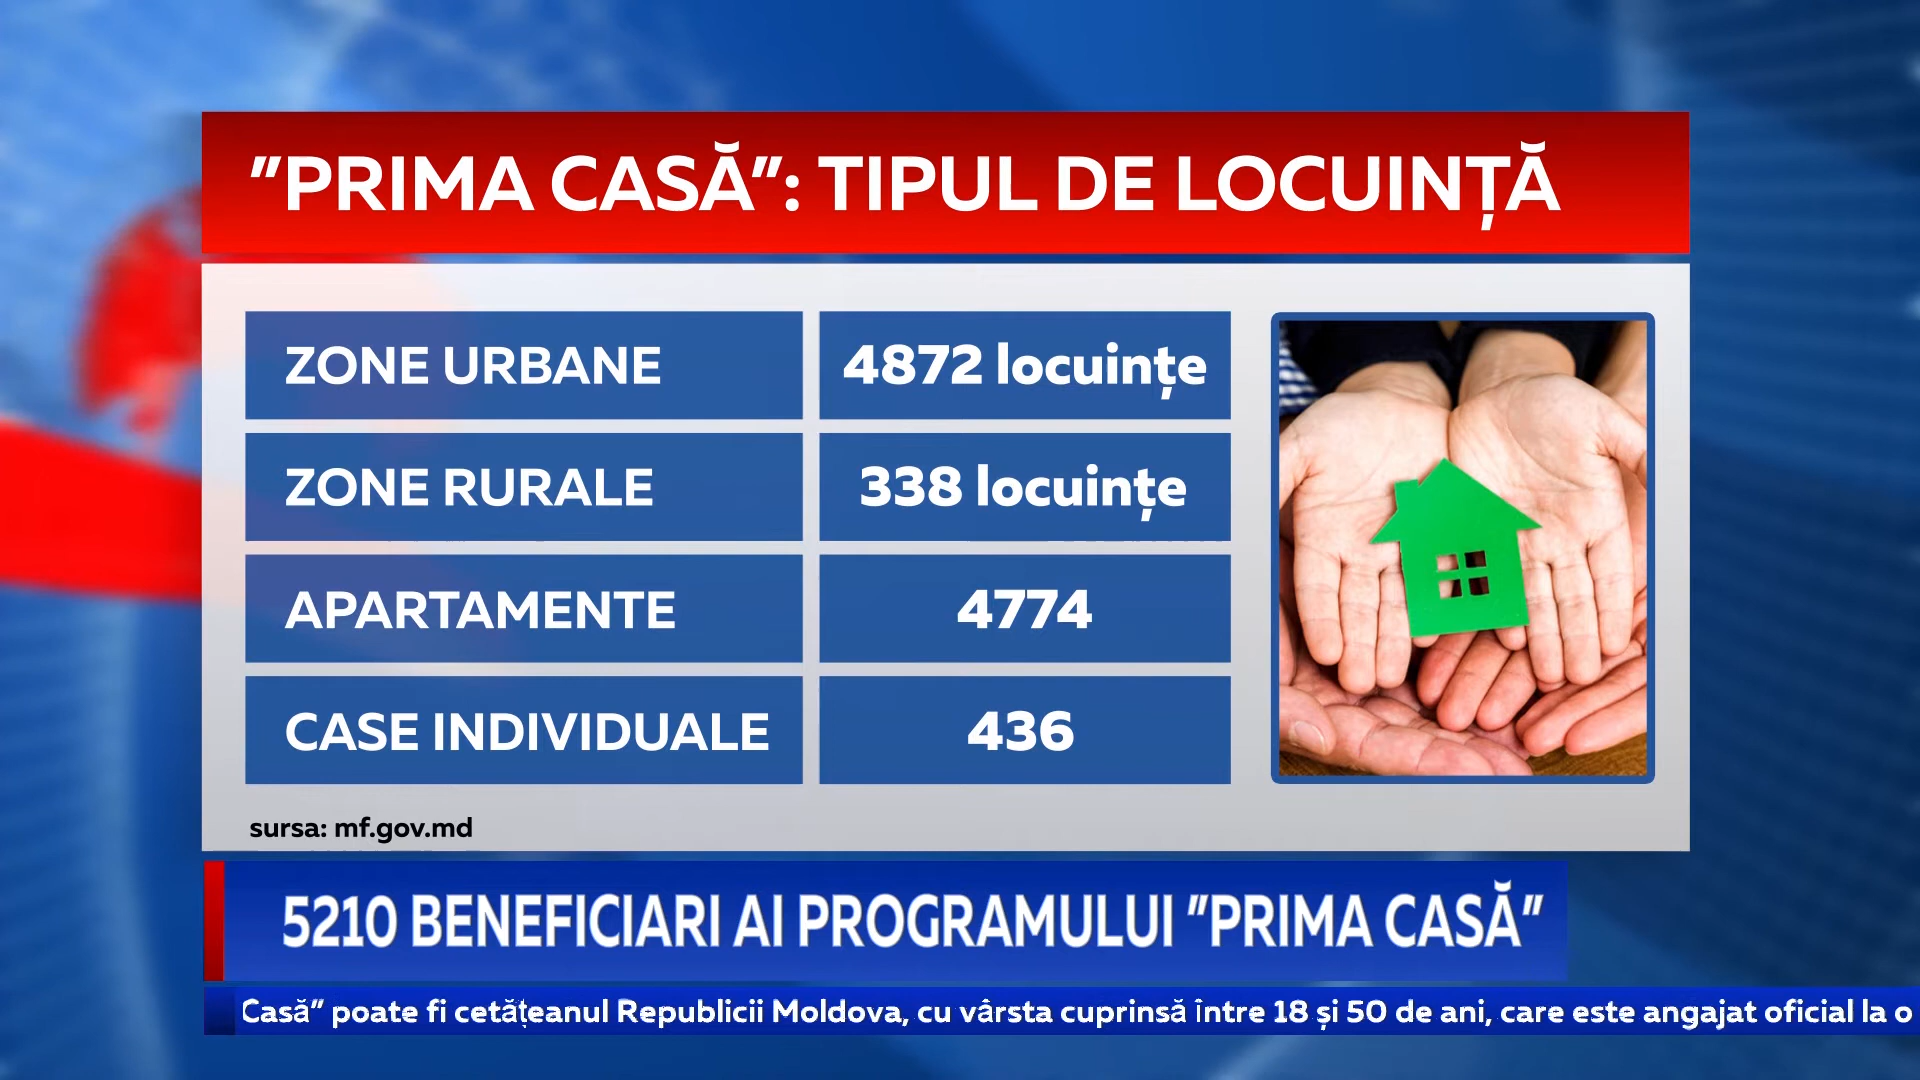 ”PRIMA CASĂ”: TIPUL DE LOCUINȚĂ
ZONE URBANE 4872 locuințe
ZONE RURALE 338 locuințe
APARTAMENTE 4774
CASE INDIVIDUALE 436
sursa: mf.gov.md
5210 BENEFICIARI AI PROGRAMULUI ”PRIMA CASĂ”
Casă” poate fi cetățeanul Republicii Moldova, cu vârsta cuprinsă între 18 și 50 de ani, care este angajat oficial la o